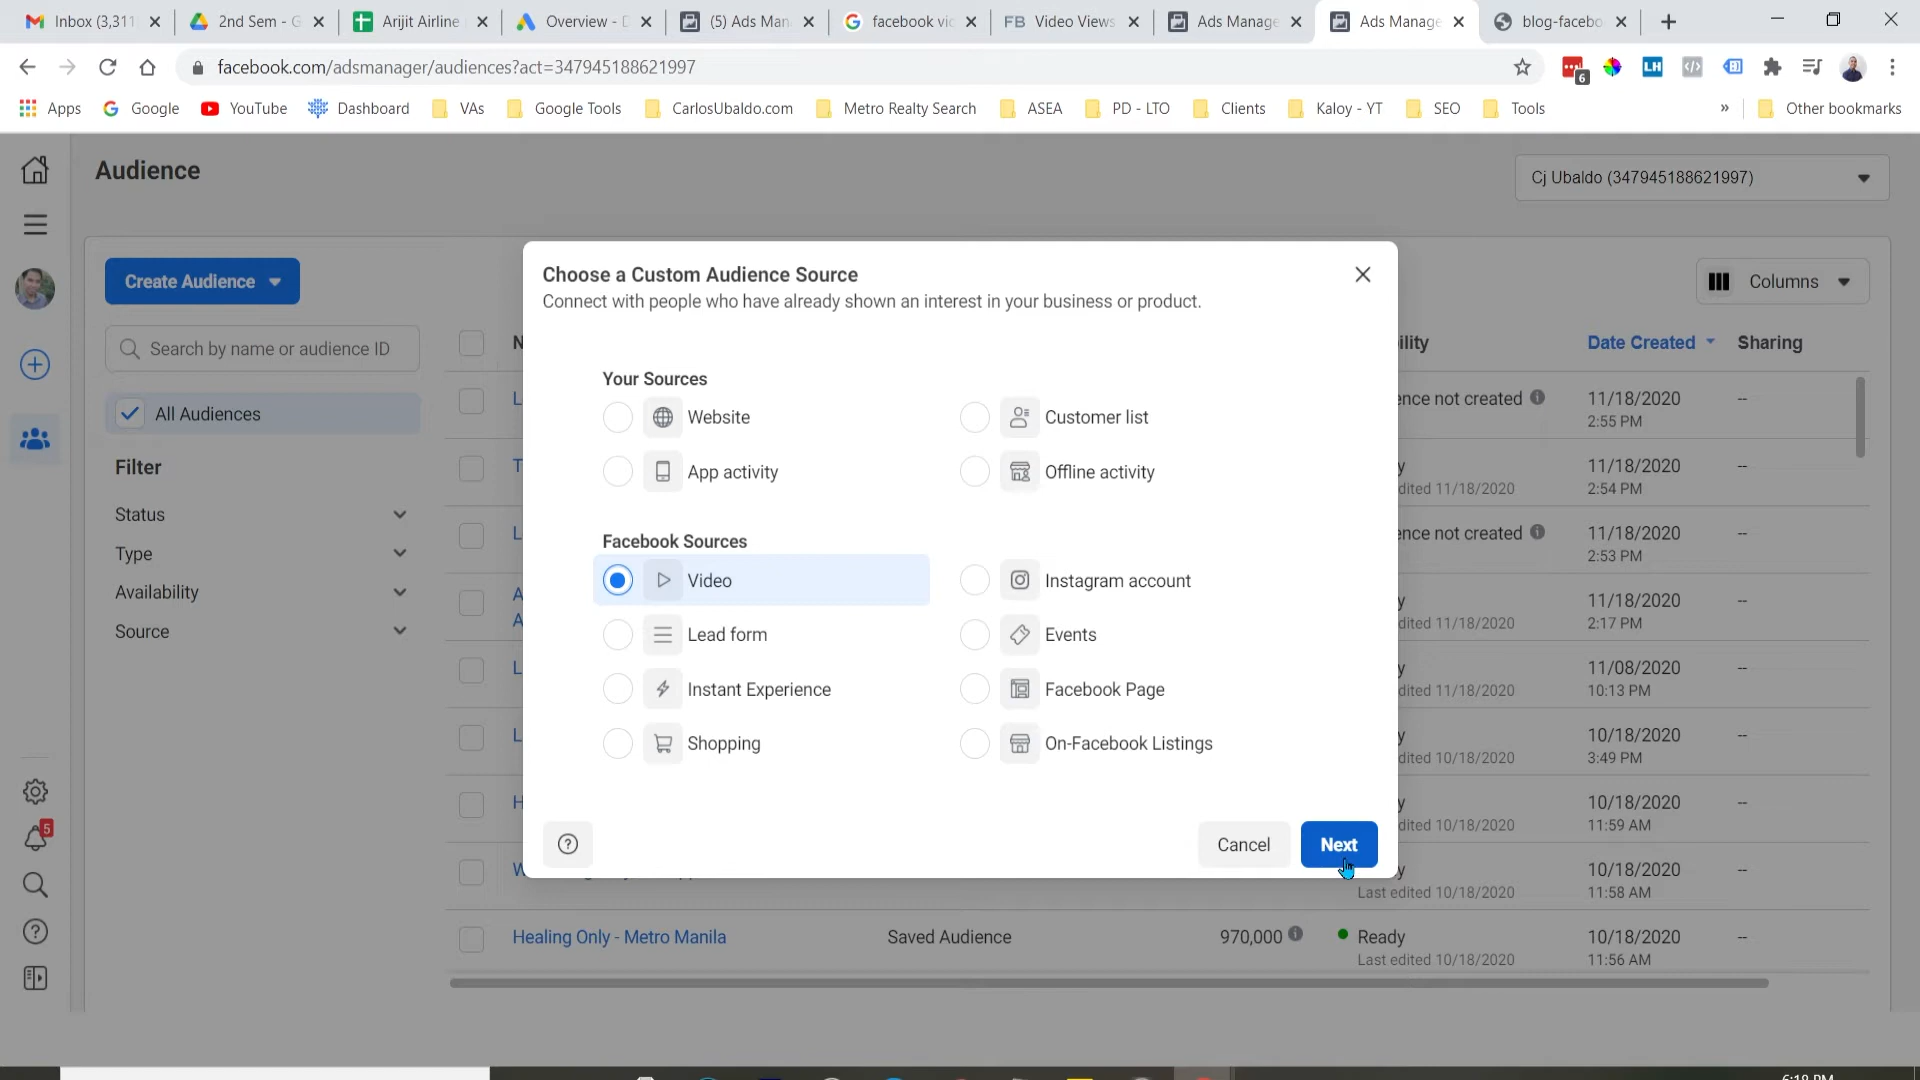 Inbox (3,311
2nd Sem - G
Arijit Airline
Overview - D
(5) Ads Man
facebook vid
FB Video Views
Ads Manage
Ads Manage
blog-facebo
facebook.com/adsmanager/audiences?act=347945188621997
6
LH
Apps
Google
YouTube
Dashboard
VAs
Google Tools
CarlosUbaldo.com
Metro Realty Search
ASEA
PD - LTO
Clients
Kaloy - YT
SEO
Tools
»
Other bookmarks
Audience
Cj Ubaldo (347945188621997)
Create Audience
Columns
Search by name or audience ID
All Audiences
Filter
Status
Type
Availability
Source
5
Choose a Custom Audience Source
Connect with people who have already shown an interest in your business or product.
Your Sources
Website
Customer list
App activity
Offline activity
Facebook Sources
Video
Instagram account
Lead form
Events
Instant Experience
Facebook Page
Shopping
On-Facebook Listings
Cancel
Next
N
ility
Date Created
Sharing
L
ence not created
11/18/2020
--
2:55 PM
T
y
11/18/2020
--
dited 11/18/2020
2:54 PM
L
ence not created
11/18/2020
--
2:53 PM
A
y
11/18/2020
--
A
dited 11/18/2020
2:17 PM
L
y
11/08/2020
--
dited 11/18/2020
10:13 PM
L
y
10/18/2020
--
dited 10/18/2020
3:49 PM
H
y
10/18/2020
--
dited 10/18/2020
11:59 AM
W
y
10/18/2020
--
Last edited 10/18/2020
11:58 AM
Healing Only - Metro Manila
Saved Audience
970,000
Ready
10/18/2020
--
Last edited 10/18/2020
11:56 AM
6:18 PM